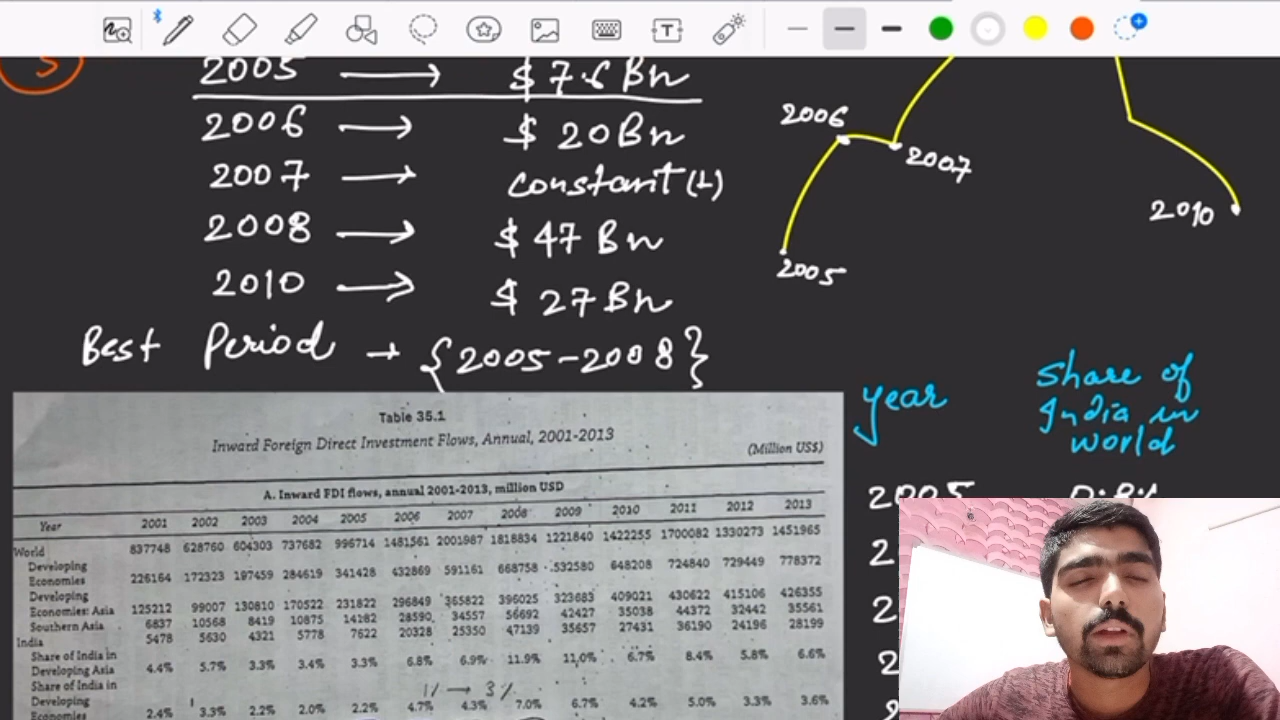 3
2005 → $ 7.6 Bn
2006 → $ 20 Bn
2007 → constant (↓)
2008 → $ 47 Bn
2010 → $ 27 Bn
Best Period → {2005-2008}
2006
2007
2010
2005
year
share of
India in
world
2005
Table 35.1
Inward Foreign Direct Investment Flows, Annual, 2001-2013
(Million US$)
A. Inward FDI flows, annual 2001-2013, million USD
Year 2001 2002 2003 2004 2005 2006 2007 2008 2009 2010 2011 2012 2013
World 837748 628760 604303 737682 996714 1481561 2001987 1818834 1221840 1422255 1700082 1330273 1451965
Developing
Economies 226164 172323 197459 284619 341428 432869 591161 668758 532580 648208 724840 729449 778372
Developing
Economies: Asia 125212 99007 130810 170522 231822 296849 365822 396025 323683 409021 430622 415106 426355
Southern Asia 6837 10568 8419 10875 14182 28590 34557 56692 42427 35038 44372 32442 35561
India 5478 5630 4321 5778 7622 20328 25350 47139 35657 27431 36190 24196 28199
Share of India in
Developing Asia 4.4% 5.7% 3.3% 3.4% 3.3% 6.8% 6.9% 11.9% 11.0% 6.7% 8.4% 5.8% 6.6%
Share of India in
1% → 3%
Developing
Economies 2.4% 3.3% 2.2% 2.0% 2.2% 4.7% 4.3% 7.0% 6.7% 4.2% 5.0% 3.3% 3.6%